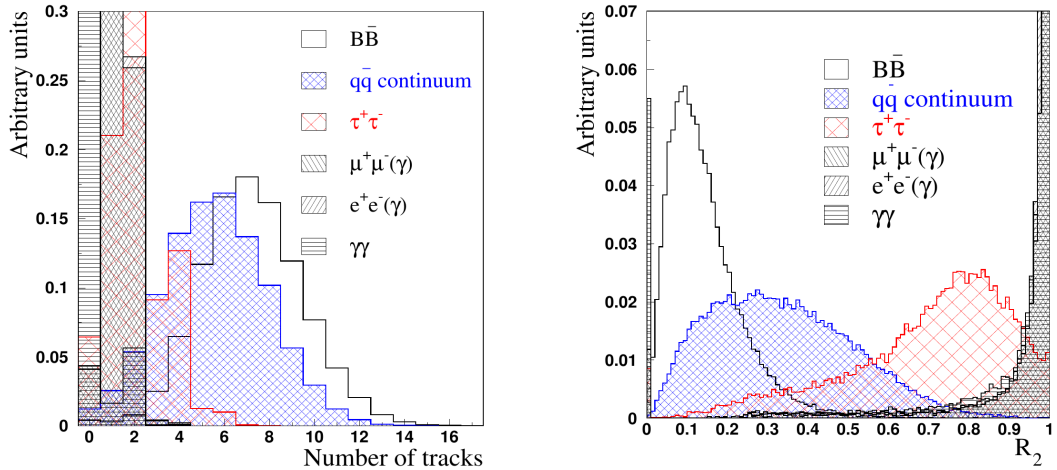 Arbitrary units
0.3
0.25
0.2
0.15
0.1
0.05
0
BB̄
qq̄ continuum
τ⁺τ⁻
μ⁺μ⁻(γ)
e⁺e⁻(γ)
γγ
0 2 4 6 8 10 12 14 16
Number of tracks
Arbitrary units
0.07
0.06
0.05
0.04
0.03
0.02
0.01
0
BB̄
qq̄ continuum
τ⁺τ⁻
μ⁺μ⁻(γ)
e⁺e⁻(γ)
γγ
0 0.1 0.2 0.3 0.4 0.5 0.6 0.7 0.8 0.9 1
R₂